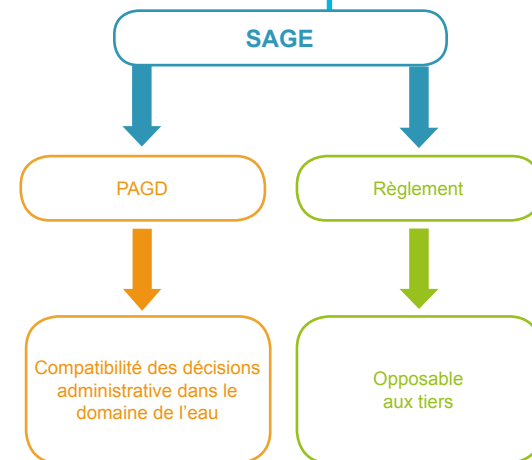 SAGE
PAGD
Règlement
Compatibilité des décisions
administrative dans le
domaine de l'eau
Opposable
aux tiers